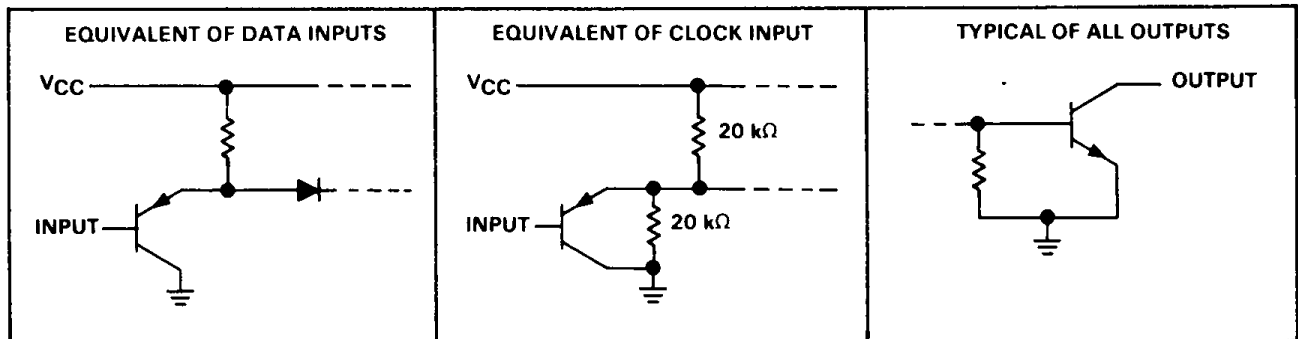 EQUIVALENT OF DATA INPUTS
VCC
INPUT
EQUIVALENT OF CLOCK INPUT
VCC
20 kΩ
20 kΩ
INPUT
TYPICAL OF ALL OUTPUTS
OUTPUT